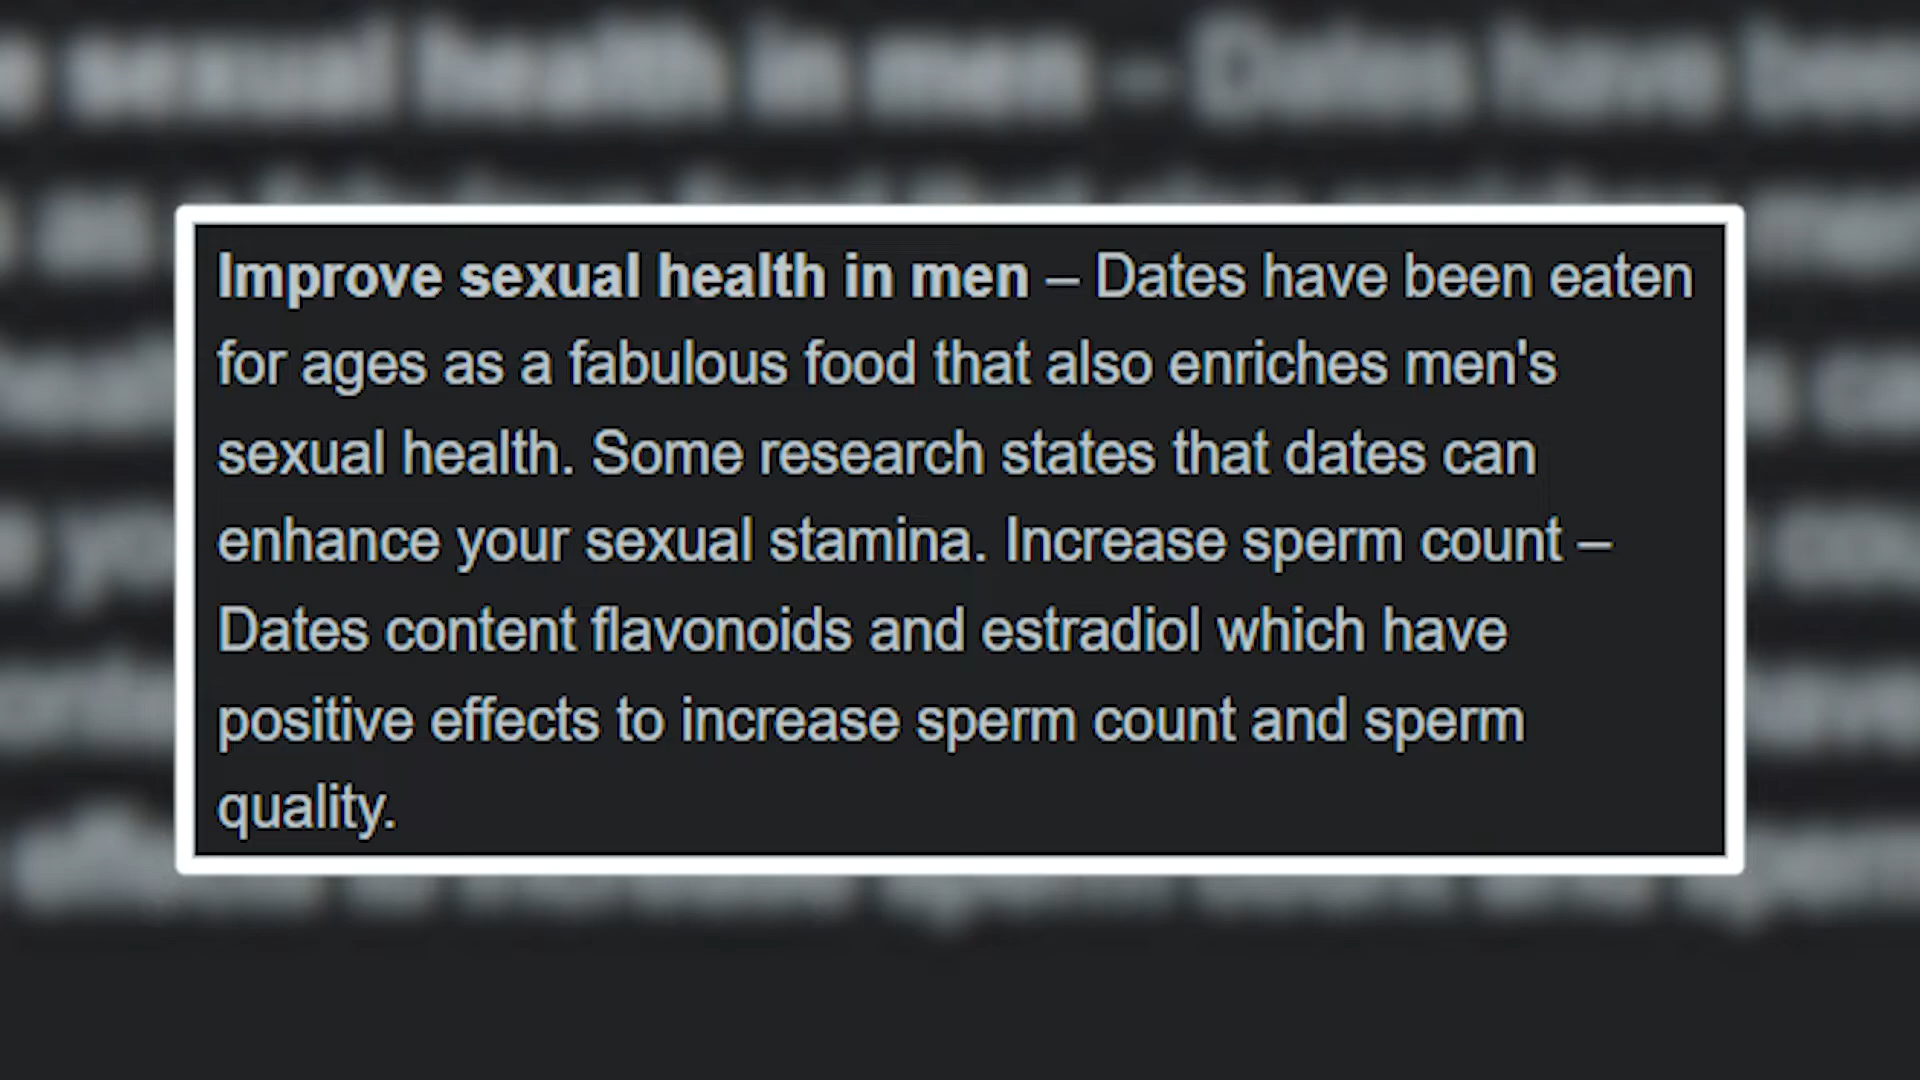 Improve sexual health in men – Dates have been eaten
for ages as a fabulous food that also enriches men's
sexual health. Some research states that dates can
enhance your sexual stamina. Increase sperm count –
Dates content flavonoids and estradiol which have
positive effects to increase sperm count and sperm
quality.